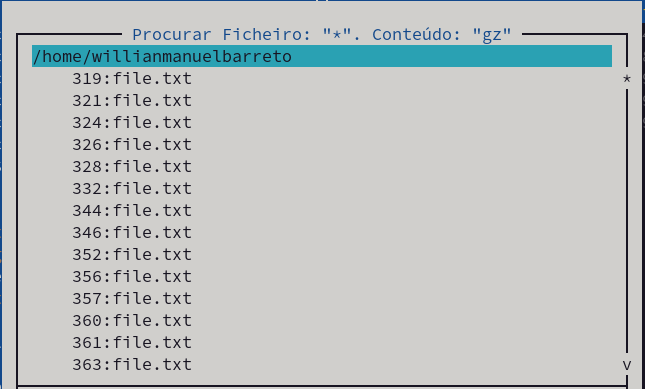 Procurar Ficheiro: "*". Conteúdo: "gz"
/home/willianmanuelbarreto
319:file.txt
321:file.txt
324:file.txt
326:file.txt
328:file.txt
332:file.txt
344:file.txt
346:file.txt
352:file.txt
356:file.txt
357:file.txt
360:file.txt
361:file.txt
363:file.txt